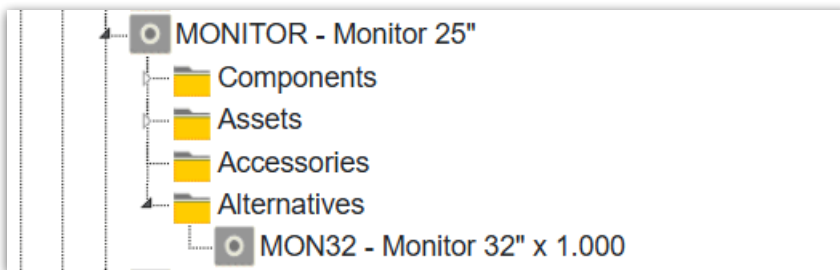 MONITOR - Monitor 25"
Components
Assets
Accessories
Alternatives
MON32 - Monitor 32" x 1.000